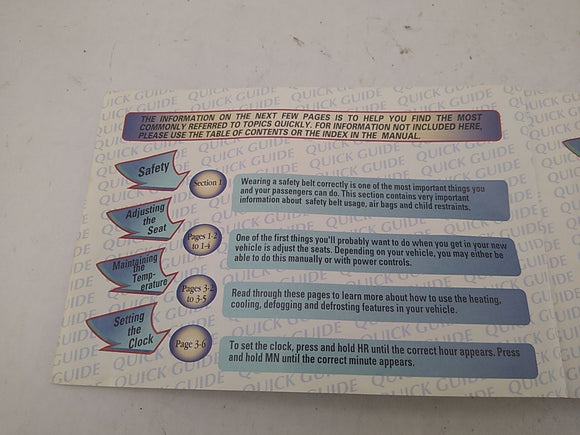 THE INFORMATION ON THE NEXT FEW PAGES IS TO HELP YOU FIND THE MOST
COMMONLY REFERRED TO TOPICS QUICKLY. FOR INFORMATION NOT INCLUDED HERE,
PLEASE USE THE TABLE OF CONTENTS OR THE INDEX IN THE MANUAL.
Safety
Section 1
Wearing a safety belt correctly is one of the most important things you
and your passengers can do. This section contains very important
information about safety belt usage, air bags and child restraints.
Adjusting
the
Seat
Pages 1-2
to 1-4
One of the first things you'll probably want to do when you get in your new
vehicle is adjust the seats. Depending on your vehicle, you may either be
able to do this manually or with power controls.
Maintaining
the
Temp-
erature
Pages 3-2
to 3-5
Read through these pages to learn more about how to use the heating,
cooling, defogging and defrosting features in your vehicle.
Setting
the
Clock
Page 3-6
To set the clock, press and hold HR until the correct hour appears. Press
and hold MN until the correct minute appears.
QUICK GUIDE